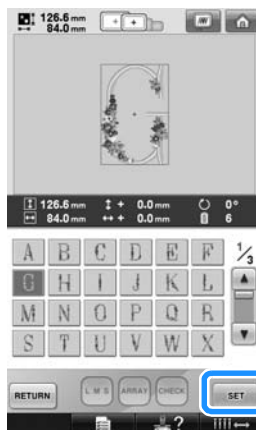 126.6 mm
84.0 mm
126.6 mm + 0.0 mm 0°
84.0 mm + 0.0 mm 6
A B C D E F 1/3
G H I J K L
M N O P Q R
S T U V W X
RETURN L M S ARRAY CHECK SET
?